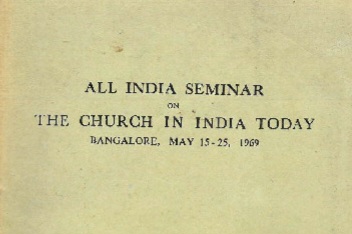 ALL INDIA SEMINAR
ON
THE CHURCH IN INDIA TODAY
BANGALORE, MAY 15-25, 1969